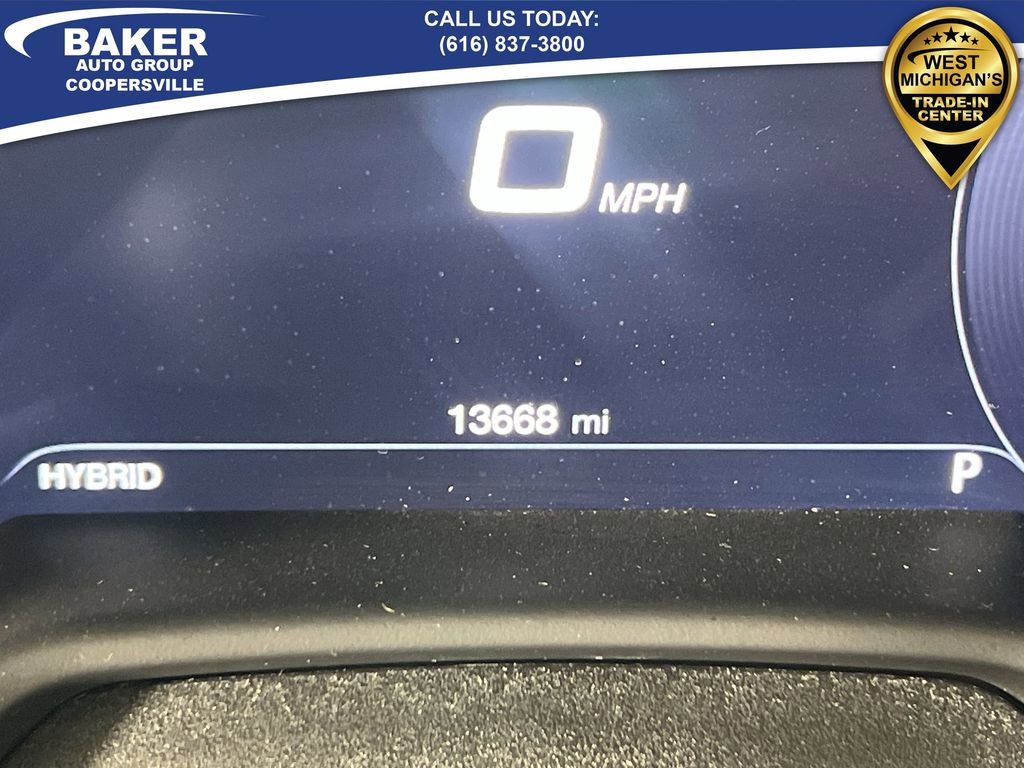 BAKER
AUTO GROUP
COOPERSVILLE
CALL US TODAY:
(616) 837-3800
WEST
MICHIGAN'S
TRADE-IN
CENTER
0 MPH
13668 mi
HYBRID
P